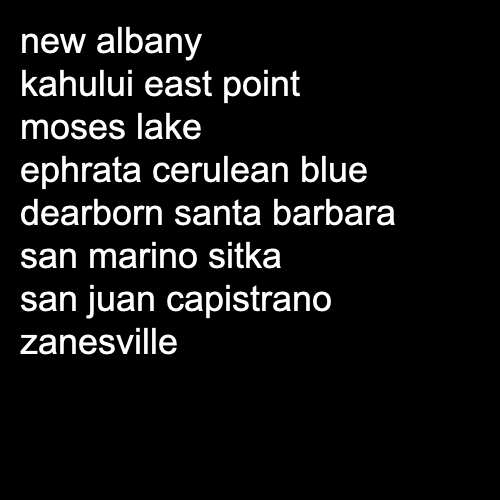 new albany
kahului east point
moses lake
ephrata cerulean blue
dearborn santa barbara
san marino sitka
san juan capistrano
zanesville